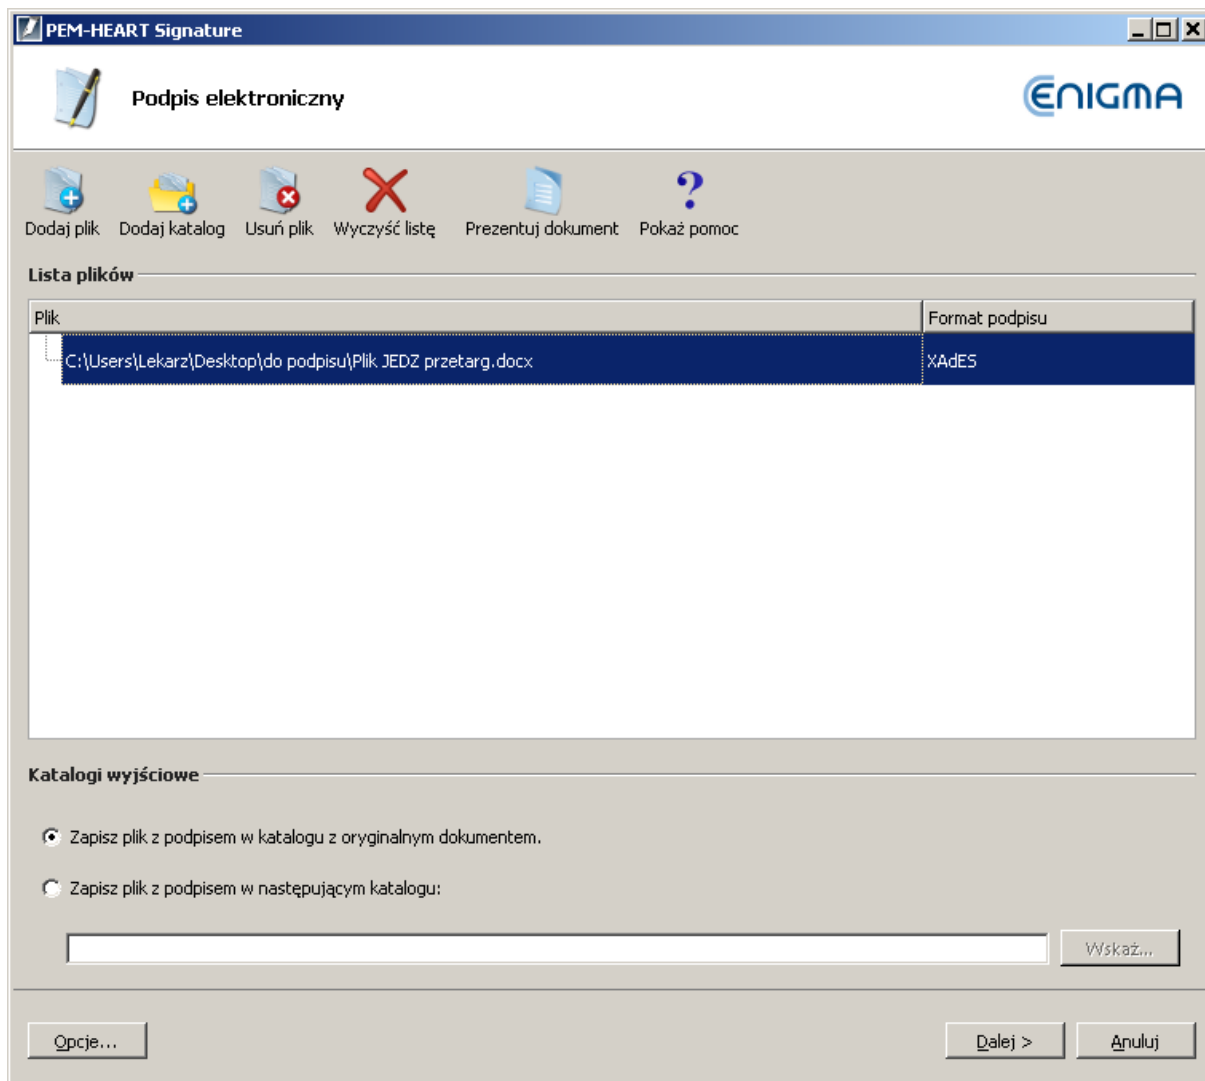 PEM-HEART Signature
Podpis elektroniczny
ENIGMA
Dodaj plik Dodaj katalog Usuń plik Wyczyść listę Prezentuj dokument Pokaż pomoc
Lista plików
Plik Format podpisu
C:\Users\Lekarz\Desktop\do podpisu\Plik JEDZ przetarg.docx XAdES
Katalogi wyjściowe
Zapisz plik z podpisem w katalogu z oryginalnym dokumentem.
Zapisz plik z podpisem w następującym katalogu:
Wskaż...
Opcje... Dalej > Anuluj